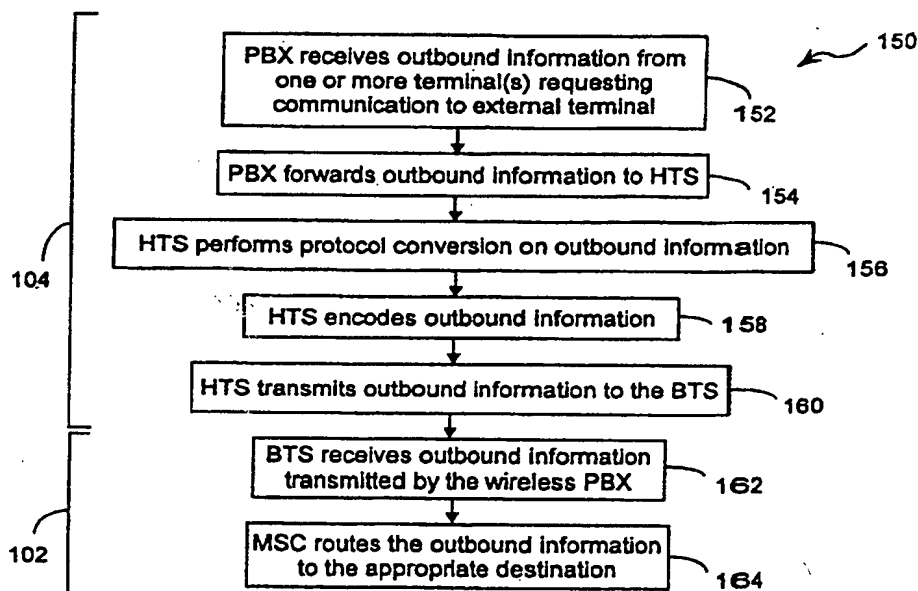 150
PBX receives outbound information from
one or more terminal(s) requesting
communication to external terminal
152
PBX forwards outbound information to HTS
154
HTS performs protocol conversion on outbound information
156
104
HTS encodes outbound information
158
HTS transmits outbound information to the BTS
160
BTS receives outbound information
transmitted by the wireless PBX
162
102
MSC routes the outbound information
to the appropriate destination
164